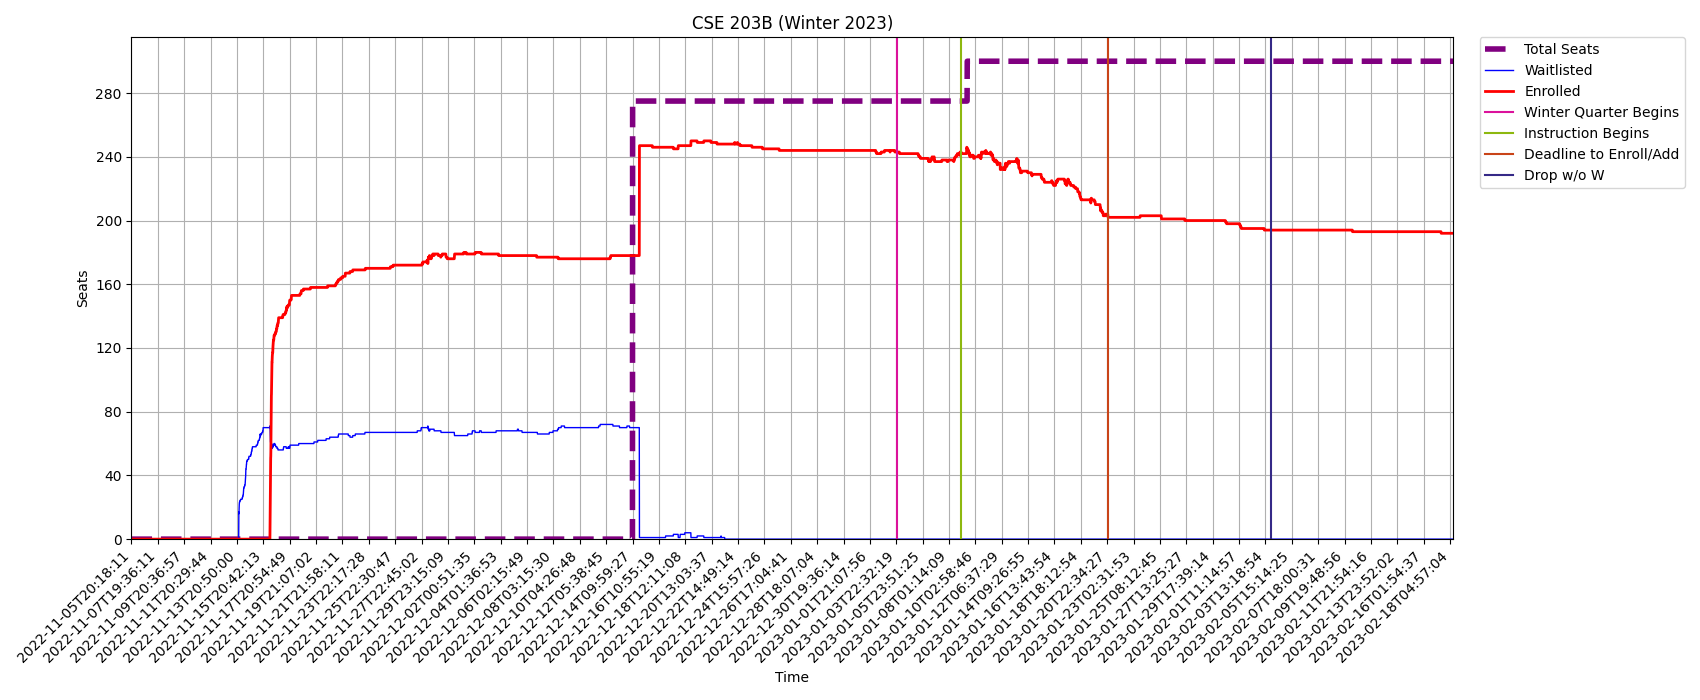 CSE 203B (Winter 2023)
Total Seats
Waitlisted
Enrolled
Winter Quarter Begins
Instruction Begins
Deadline to Enroll/Add
Drop w/o W
Seats
280
240
200
160
120
80
40
0
2022-11-05T20:18:11
2022-11-07T19:36:11
2022-11-09T20:36:57
2022-11-11T20:29:44
2022-11-13T20:50:00
2022-11-15T20:42:13
2022-11-17T20:54:49
2022-11-19T21:07:02
2022-11-21T21:58:11
2022-11-23T22:17:28
2022-11-25T22:30:47
2022-11-27T22:45:02
2022-11-29T23:15:09
2022-12-02T00:51:35
2022-12-04T01:36:53
2022-12-06T02:15:49
2022-12-08T03:15:30
2022-12-10T04:26:48
2022-12-12T05:38:45
2022-12-14T09:59:27
2022-12-16T10:55:19
2022-12-18T12:11:08
2022-12-20T13:03:37
2022-12-22T14:49:14
2022-12-24T15:57:26
2022-12-26T17:04:41
2022-12-28T18:07:04
2022-12-30T19:36:14
2023-01-01T21:07:56
2023-01-03T22:32:19
2023-01-05T23:51:25
2023-01-08T01:14:09
2023-01-10T02:58:46
2023-01-12T06:37:29
2023-01-14T09:26:55
2023-01-16T13:43:54
2023-01-18T18:12:54
2023-01-20T22:34:27
2023-01-23T02:31:53
2023-01-25T08:12:45
2023-01-27T13:25:27
2023-01-29T17:39:14
2023-02-01T11:14:57
2023-02-03T13:18:54
2023-02-05T15:14:25
2023-02-07T18:00:31
2023-02-09T19:48:56
2023-02-11T21:54:16
2023-02-13T23:52:02
2023-02-16T01:54:37
2023-02-18T04:57:04
Time